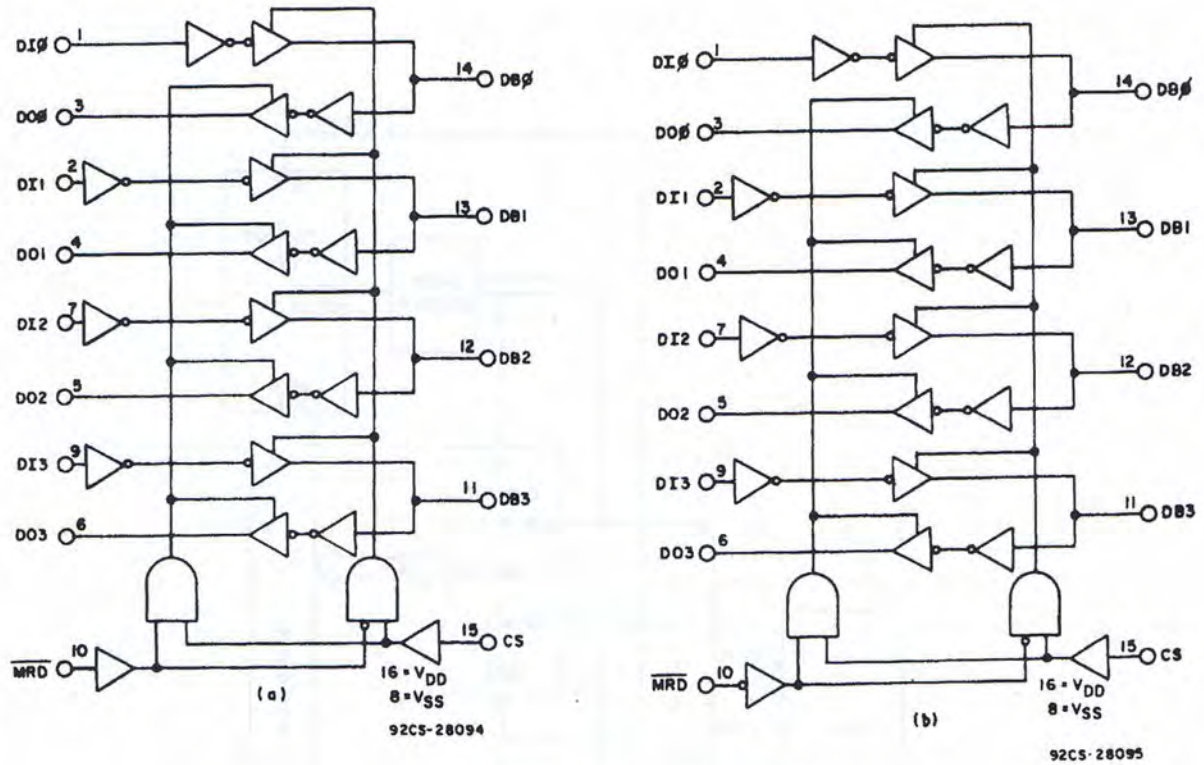 DIØ 1
14 DBØ
DOØ 3
DI1 2
13 DB1
DO1 4
DI2 7
12 DB2
DO2 5
DI3 9
11 DB3
DO3 6
15 CS
M̅R̅D̅ 10
16 = VDD
8 = VSS
(a)
92CS-28094
DIØ 1
14 DBØ
DOØ 3
DI1 2
13 DB1
DO1 4
DI2 7
12 DB2
DO2 5
DI3 9
11 DB3
DO3 6
15 CS
M̅R̅D̅ 10
16 = VDD
8 = VSS
(b)
92CS-28095